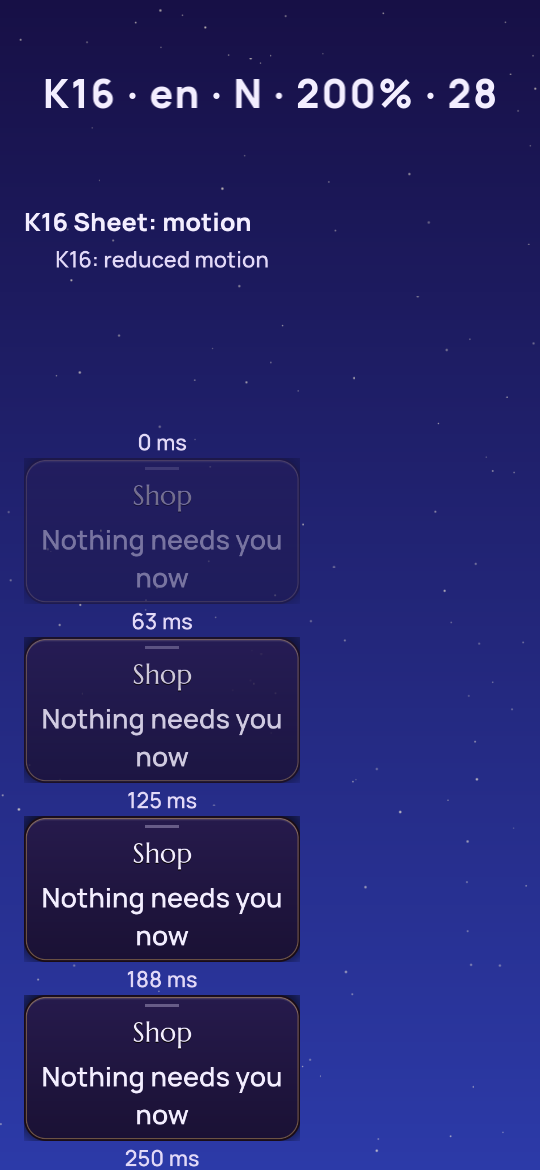 K16 · en · N · 200% · 28
K16 Sheet: motion
K16: reduced motion
0 ms
Shop
Nothing needs you
now
63 ms
Shop
Nothing needs you
now
125 ms
Shop
Nothing needs you
now
188 ms
Shop
Nothing needs you
now
250 ms